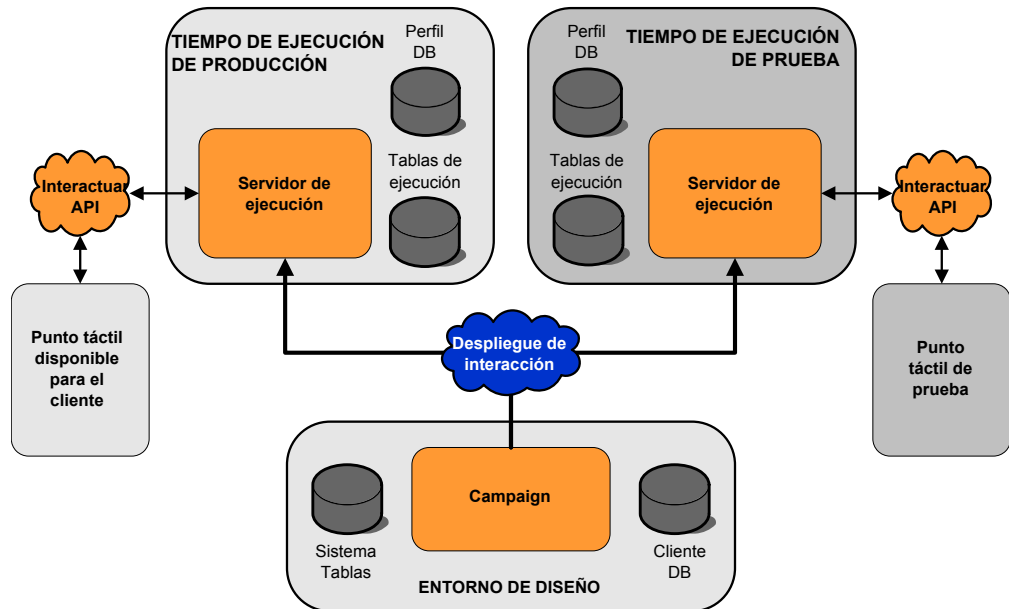 TIEMPO DE EJECUCIÓN
DE PRODUCCIÓN
Perfil
DB
Tablas de
ejecución
Servidor de
ejecución
Perfil
DB
TIEMPO DE EJECUCIÓN
DE PRUEBA
Tablas de
ejecución
Servidor de
ejecución
Interactuar
API
Interactuar
API
Punto táctil
disponible
para el
cliente
Despliegue de
interacción
Punto
táctil de
prueba
Campaign
Sistema
Tablas
Cliente
DB
ENTORNO DE DISEÑO